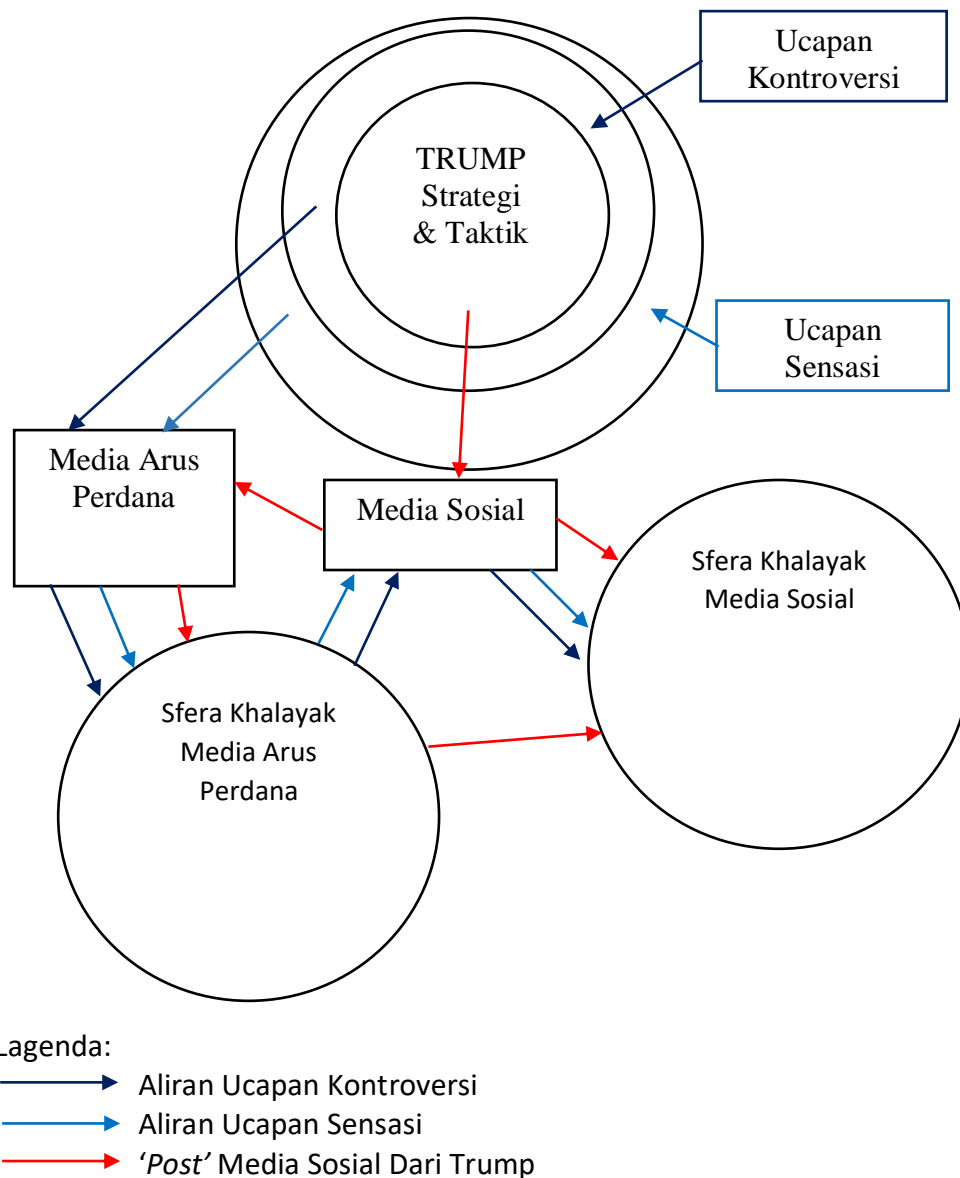 Ucapan
Kontroversi
TRUMP
Strategi
& Taktik
Ucapan
Sensasi
Media Arus
Perdana
Media Sosial
Sfera Khalayak
Media Sosial
Sfera Khalayak
Media Arus
Perdana
Lagenda:
Aliran Ucapan Kontroversi
Aliran Ucapan Sensasi
‘Post’ Media Sosial Dari Trump